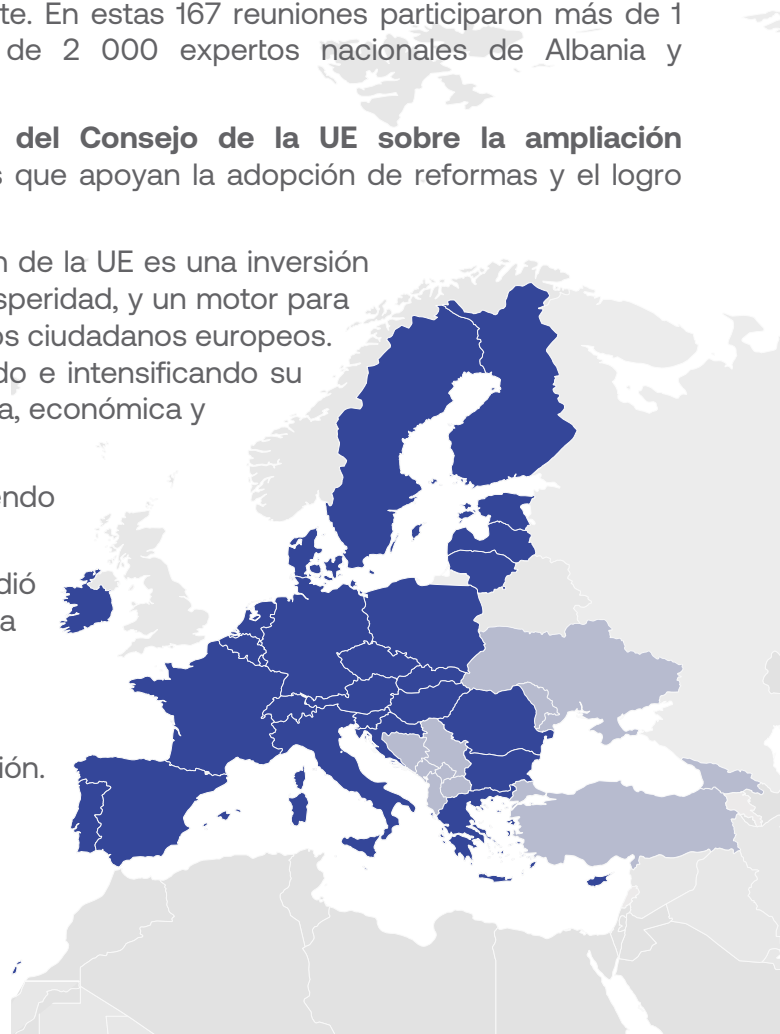 te. En estas 167 reuniones participaron más de 1
de 2 000 expertos nacionales de Albania y
del Consejo de la UE sobre la ampliación
s que apoyan la adopción de reformas y el logro
n de la UE es una inversión
speridad, y un motor para
os ciudadanos europeos.
do e intensificando su
a, económica y
endo
dió
a
ión.